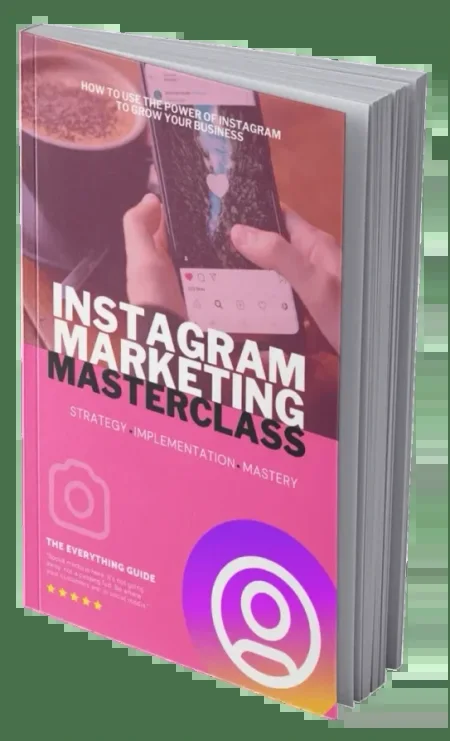 HOW TO USE THE POWER OF INSTAGRAM
TO GROW YOUR BUSINESS
INSTAGRAM
MARKETING
MASTERCLASS
STRATEGY • IMPLEMENTATION • MASTERY
THE EVERYTHING GUIDE